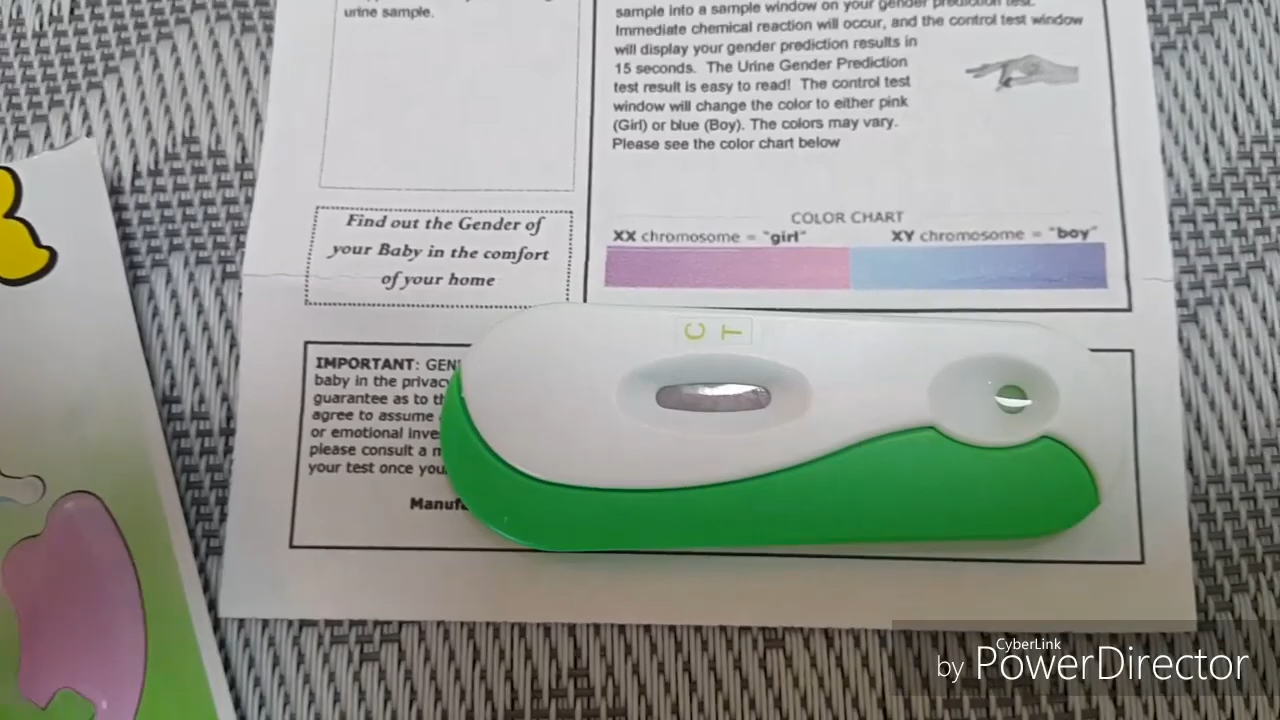 urine sample.
sample into a sample window on your gender prediction test.
Immediate chemical reaction will occur, and the control test window
will display your gender prediction results in
15 seconds. The Urine Gender Prediction
test result is easy to read! The control test
window will change the color to either pink
(Girl) or blue (Boy). The colors may vary.
Please see the color chart below
COLOR CHART
XX chromosome = "girl" XY chromosome = "boy"
Find out the Gender of
your Baby in the comfort
of your home
C T
IMPORTANT: GEN
baby in the privacy
guarantee as to th
agree to assume
or emotional inve
please consult a m
your test once you
Manufa
CyberLink
by PowerDirector